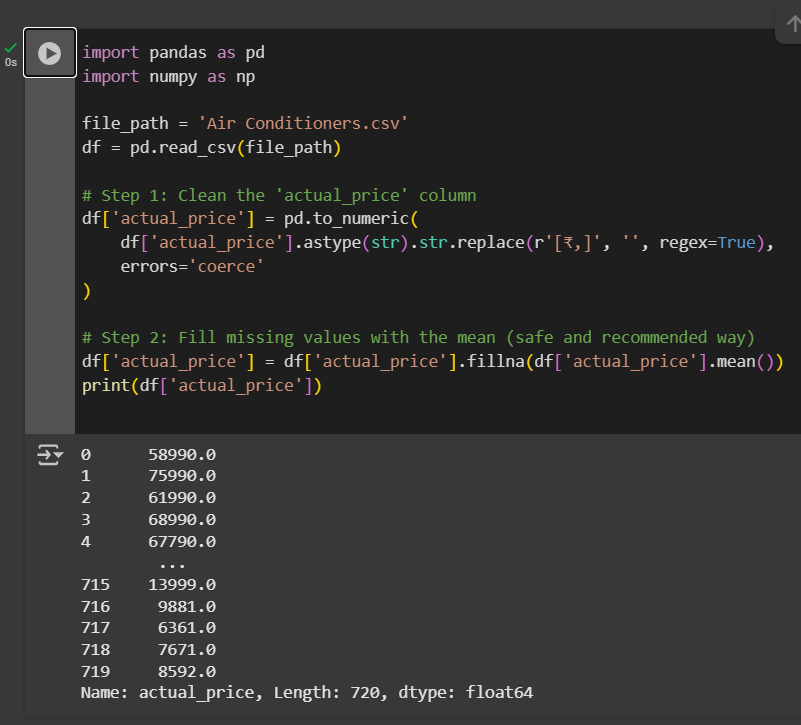 0s
import pandas as pd
import numpy as np
file_path = 'Air Conditioners.csv'
df = pd.read_csv(file_path)
# Step 1: Clean the 'actual_price' column
df['actual_price'] = pd.to_numeric(
    df['actual_price'].astype(str).str.replace(r'[₹,]', '', regex=True),
    errors='coerce'
)
# Step 2: Fill missing values with the mean (safe and recommended way)
df['actual_price'] = df['actual_price'].fillna(df['actual_price'].mean())
print(df['actual_price'])
0      58990.0
1      75990.0
2      61990.0
3      68990.0
4      67790.0
        ...
715    13999.0
716     9881.0
717     6361.0
718     7671.0
719     8592.0
Name: actual_price, Length: 720, dtype: float64